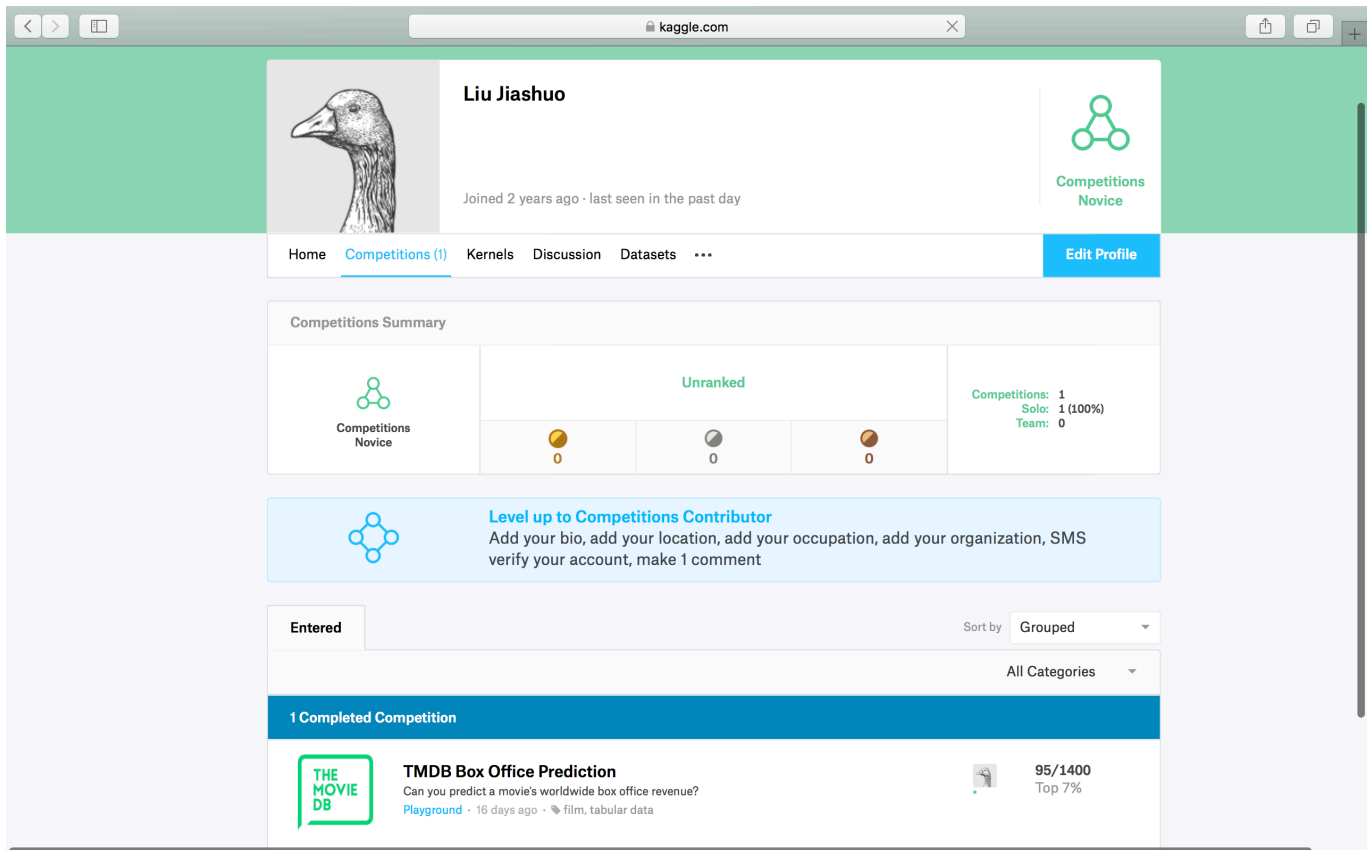 kaggle.com
Liu Jiashuo
Joined 2 years ago · last seen in the past day
Competitions
Novice
Home Competitions (1) Kernels Discussion Datasets •••
Edit Profile
Competitions Summary
Competitions
Novice
Unranked
0 0 0
Competitions: 1
Solo: 1 (100%)
Team: 0
Level up to Competitions Contributor
Add your bio, add your location, add your occupation, add your organization, SMS
verify your account, make 1 comment
Entered
Sort by Grouped
All Categories
1 Completed Competition
THE
MOVIE
DB
TMDB Box Office Prediction
Can you predict a movie's worldwide box office revenue?
Playground · 16 days ago · film, tabular data
95/1400
Top 7%